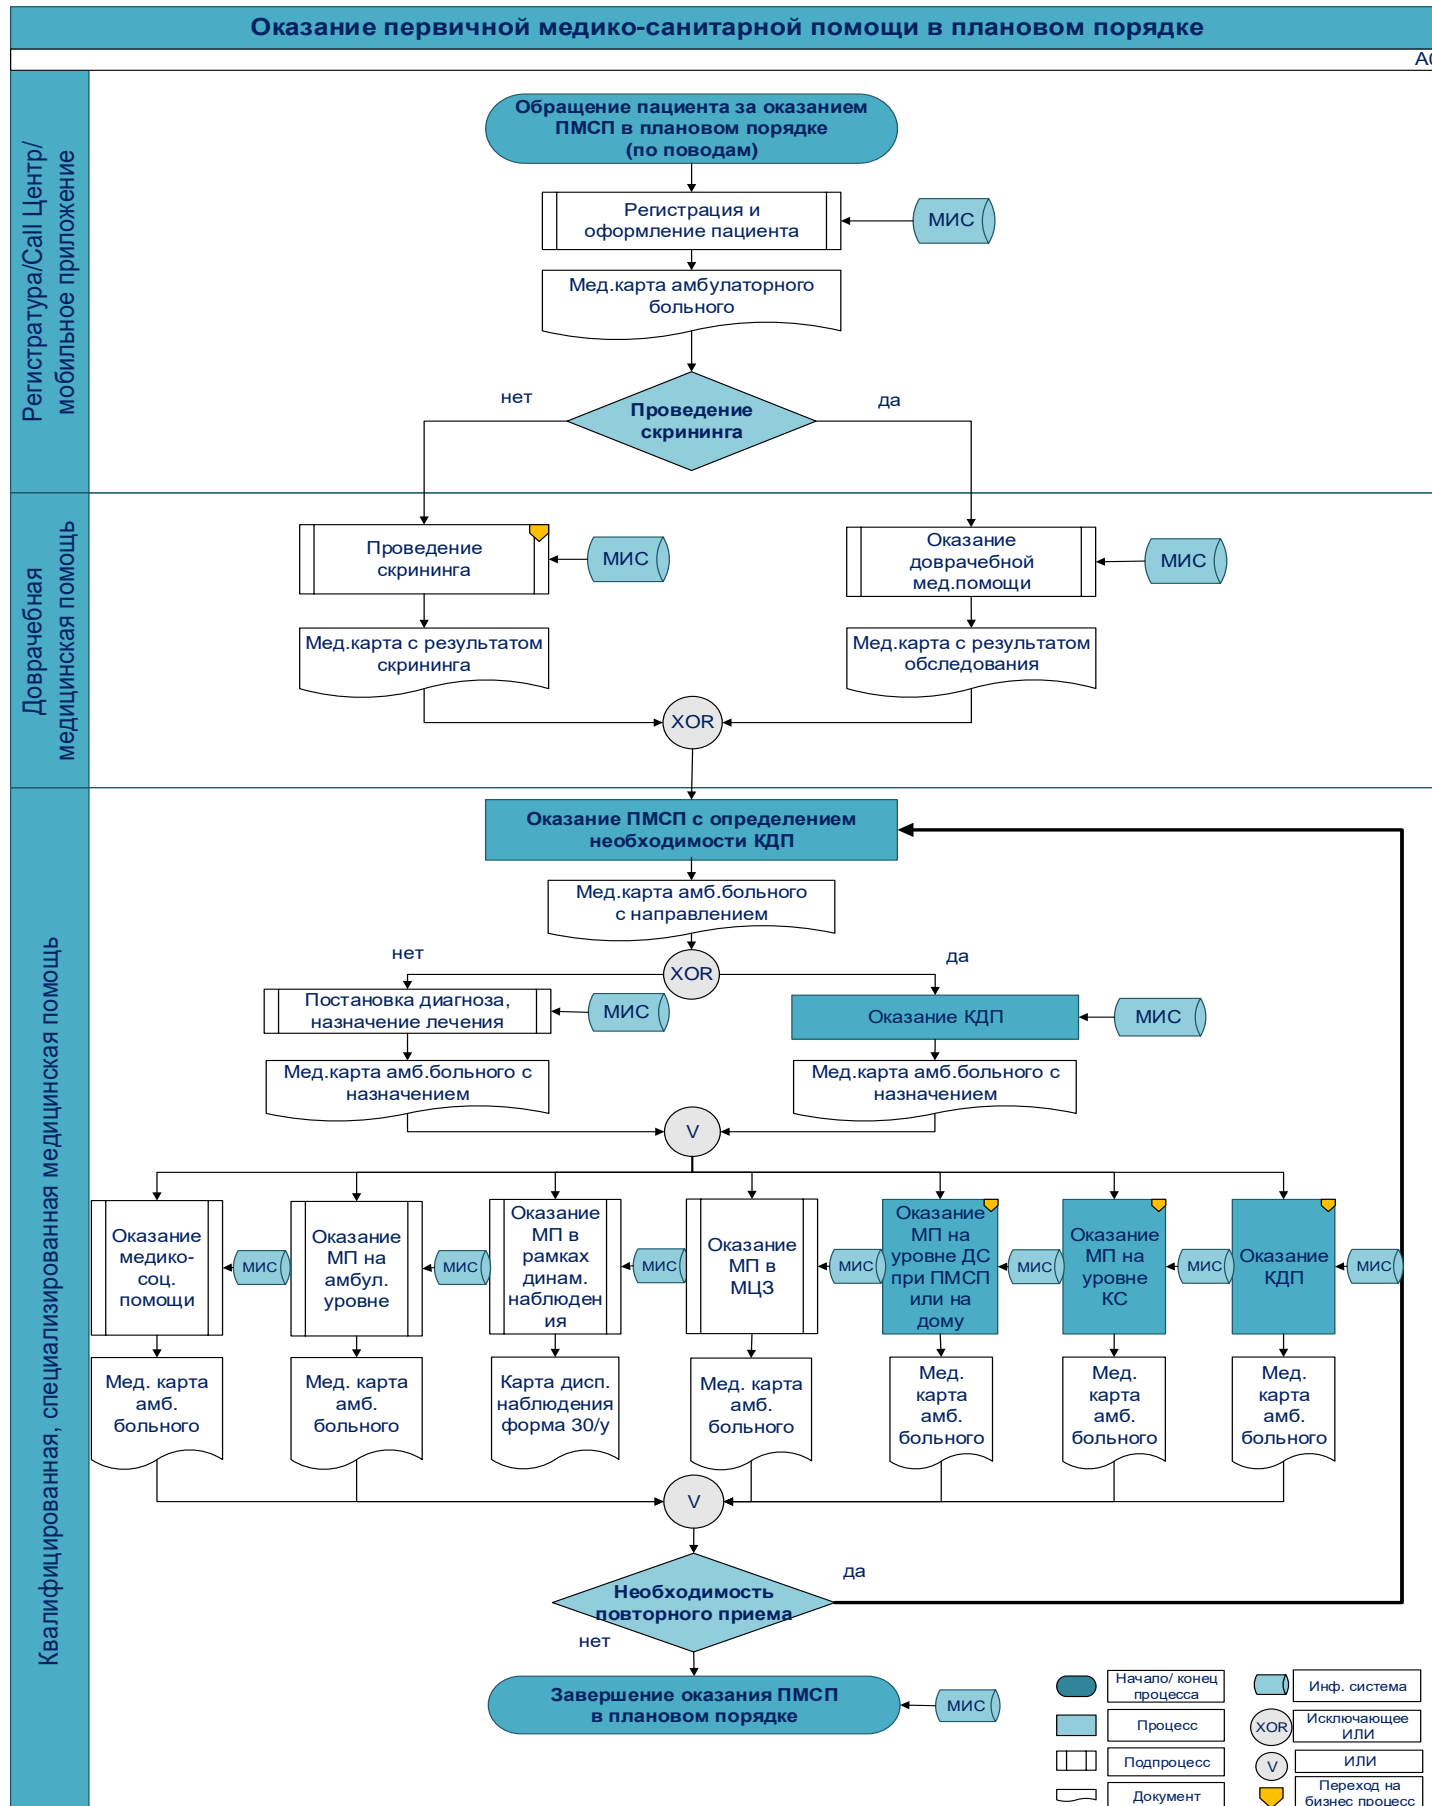 Оказание первичной медико-санитарной помощи в плановом порядке
Регистратура/Call Центр/
мобильное приложение
Обращение пациента за оказанием
ПМСП в плановом порядке
(по поводам)
Регистрация и
оформление пациента
МИС
Мед.карта амбулаторного
больного
нет
Проведение
скрининга
да
Доврачебная
медицинская помощь
Проведение
скрининга
МИС
Оказание
доврачебной
мед.помощи
МИС
Мед.карта с результатом
скрининга
Мед.карта с результатом
обследования
XOR
Квалифицированная, специализированная медицинская помощь
Оказание ПМСП с определением
необходимости КДП
Мед.карта амб.больного
с направлением
нет
XOR
да
Постановка диагноза,
назначение лечения
МИС
Оказание КДП
МИС
Мед.карта амб.больного с
назначением
Мед.карта амб.больного с
назначением
V
Оказание
медико-
соц.
помощи
МИС
Оказание
МП на
амбул.
уровне
МИС
Оказание
МП в
рамках
динам.
наблюден
ия
МИС
Оказание
МП в
МЦЗ
МИС
Оказание
МП на
уровне ДС
при ПМСП
или на
дому
МИС
Оказание
МП на
уровне
КС
МИС
Оказание
КДП
МИС
Мед. карта
амб.
больного
Мед. карта
амб.
больного
Карта дисп.
наблюдения
форма 30/у
Мед. карта
амб.
больного
Мед.
карта
амб.
больного
Мед.
карта
амб.
больного
Мед.
карта
амб.
больного
V
Необходимость
повторного приема
да
нет
Завершение оказания ПМСП
в плановом порядке
МИС
Начало/ конец
процесса
Инф. система
Процесс
XOR
Исключающее
ИЛИ
Подпроцесс
V
ИЛИ
Документ
Переход на
бизнес процесс